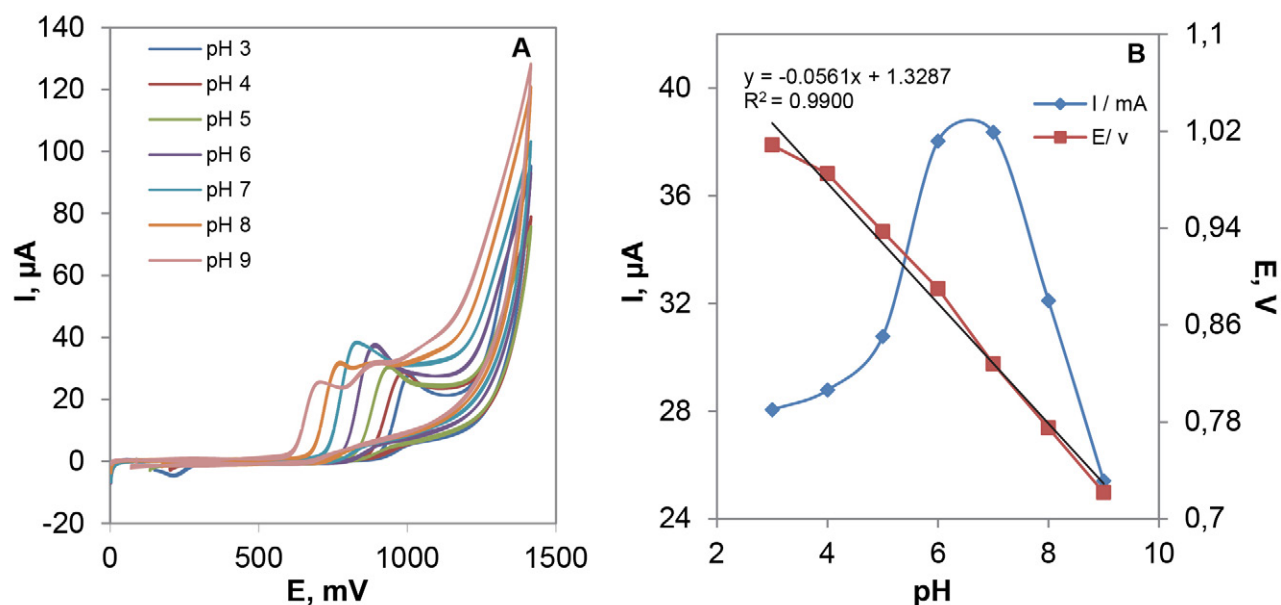 A
140
120
100
80
60
40
20
0
-20
I, µA
pH 3
pH 4
pH 5
pH 6
pH 7
pH 8
pH 9
0
500
1000
1500
E, mV
B
y = -0.0561x + 1.3287
R² = 0.9900
I / mA
E/ v
40
36
32
28
24
I, µA
1,1
1,02
0,94
0,86
0,78
0,7
E, V
2
4
6
8
10
pH